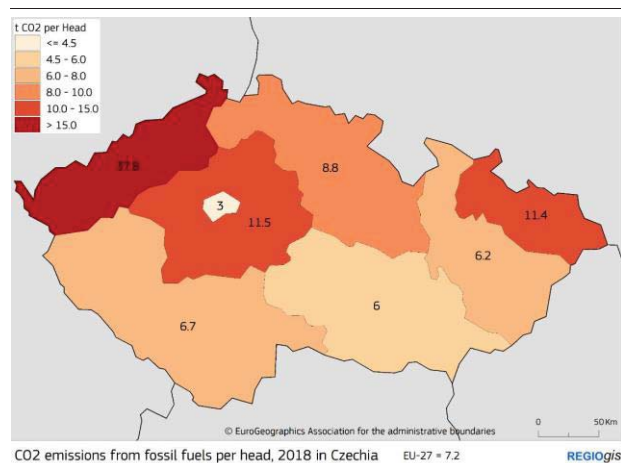 t CO2 per Head
<= 4.5
4.5 - 6.0
6.0 - 8.0
8.0 - 10.0
10.0 - 15.0
> 15.0
37.8
8.8
3
11.5
11.4
6.2
6.7
6
© EuroGeographics Association for the administrative boundaries
0 50 Km
CO2 emissions from fossil fuels per head, 2018 in Czechia EU-27 = 7.2 REGIOgis